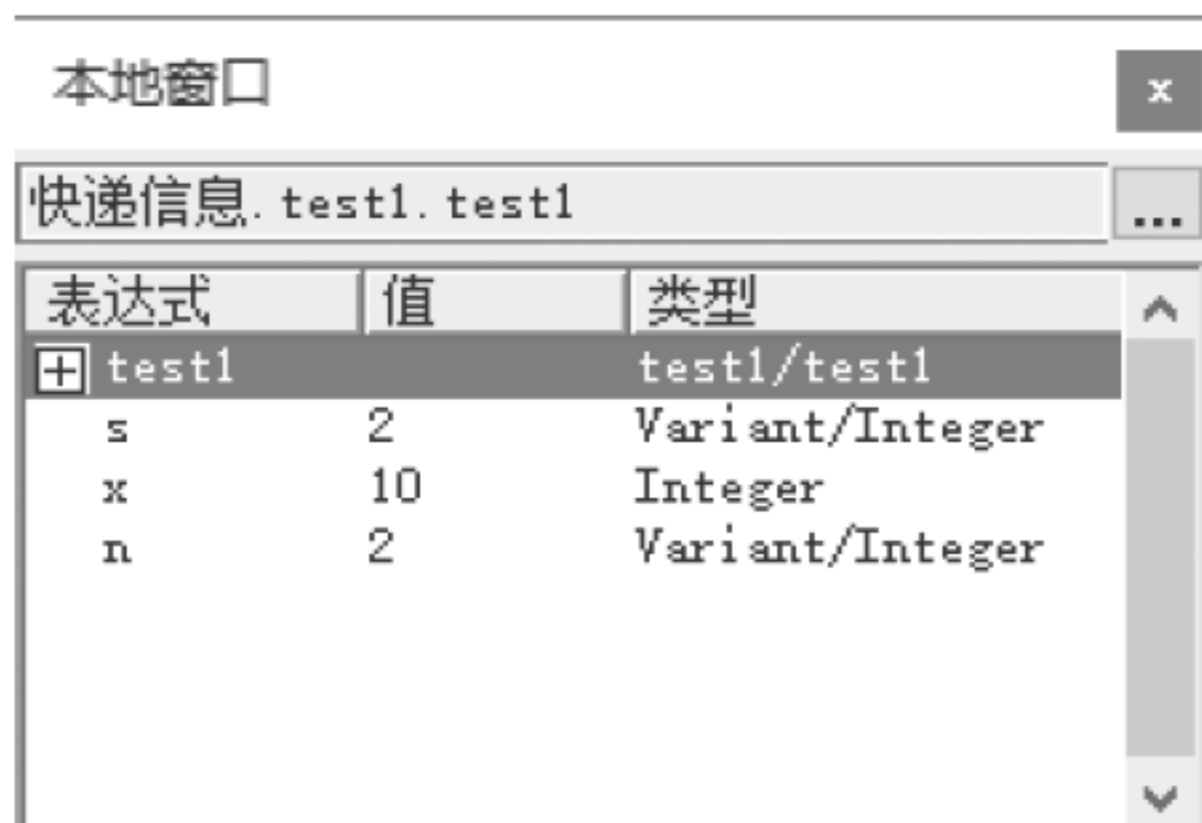 本地窗口 x
快递信息.test1.test1 ...
表达式 值 类型
test1 test1/test1
s 2 Variant/Integer
x 10 Integer
n 2 Variant/Integer